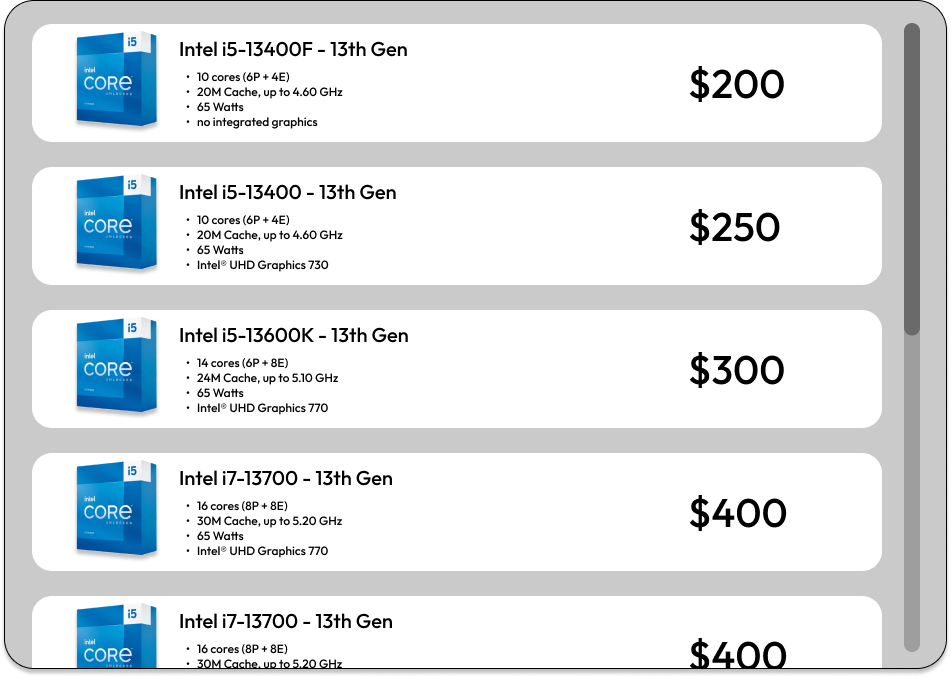 i5
intel
CORE
UNLOCKED
Intel i5-13400F - 13th Gen
• 10 cores (6P + 4E)
• 20M Cache, up to 4.60 GHz
• 65 Watts
• no integrated graphics
$200
i5
intel
CORE
UNLOCKED
Intel i5-13400 - 13th Gen
• 10 cores (6P + 4E)
• 20M Cache, up to 4.60 GHz
• 65 Watts
• Intel® UHD Graphics 730
$250
i5
intel
CORE
UNLOCKED
Intel i5-13600K - 13th Gen
• 14 cores (6P + 8E)
• 24M Cache, up to 5.10 GHz
• 65 Watts
• Intel® UHD Graphics 770
$300
i5
intel
CORE
UNLOCKED
Intel i7-13700 - 13th Gen
• 16 cores (8P + 8E)
• 30M Cache, up to 5.20 GHz
• 65 Watts
• Intel® UHD Graphics 770
$400
i5
intel
CORE
UNLOCKED
Intel i7-13700 - 13th Gen
• 16 cores (8P + 8E)
• 30M Cache, up to 5.20 GHz
$400